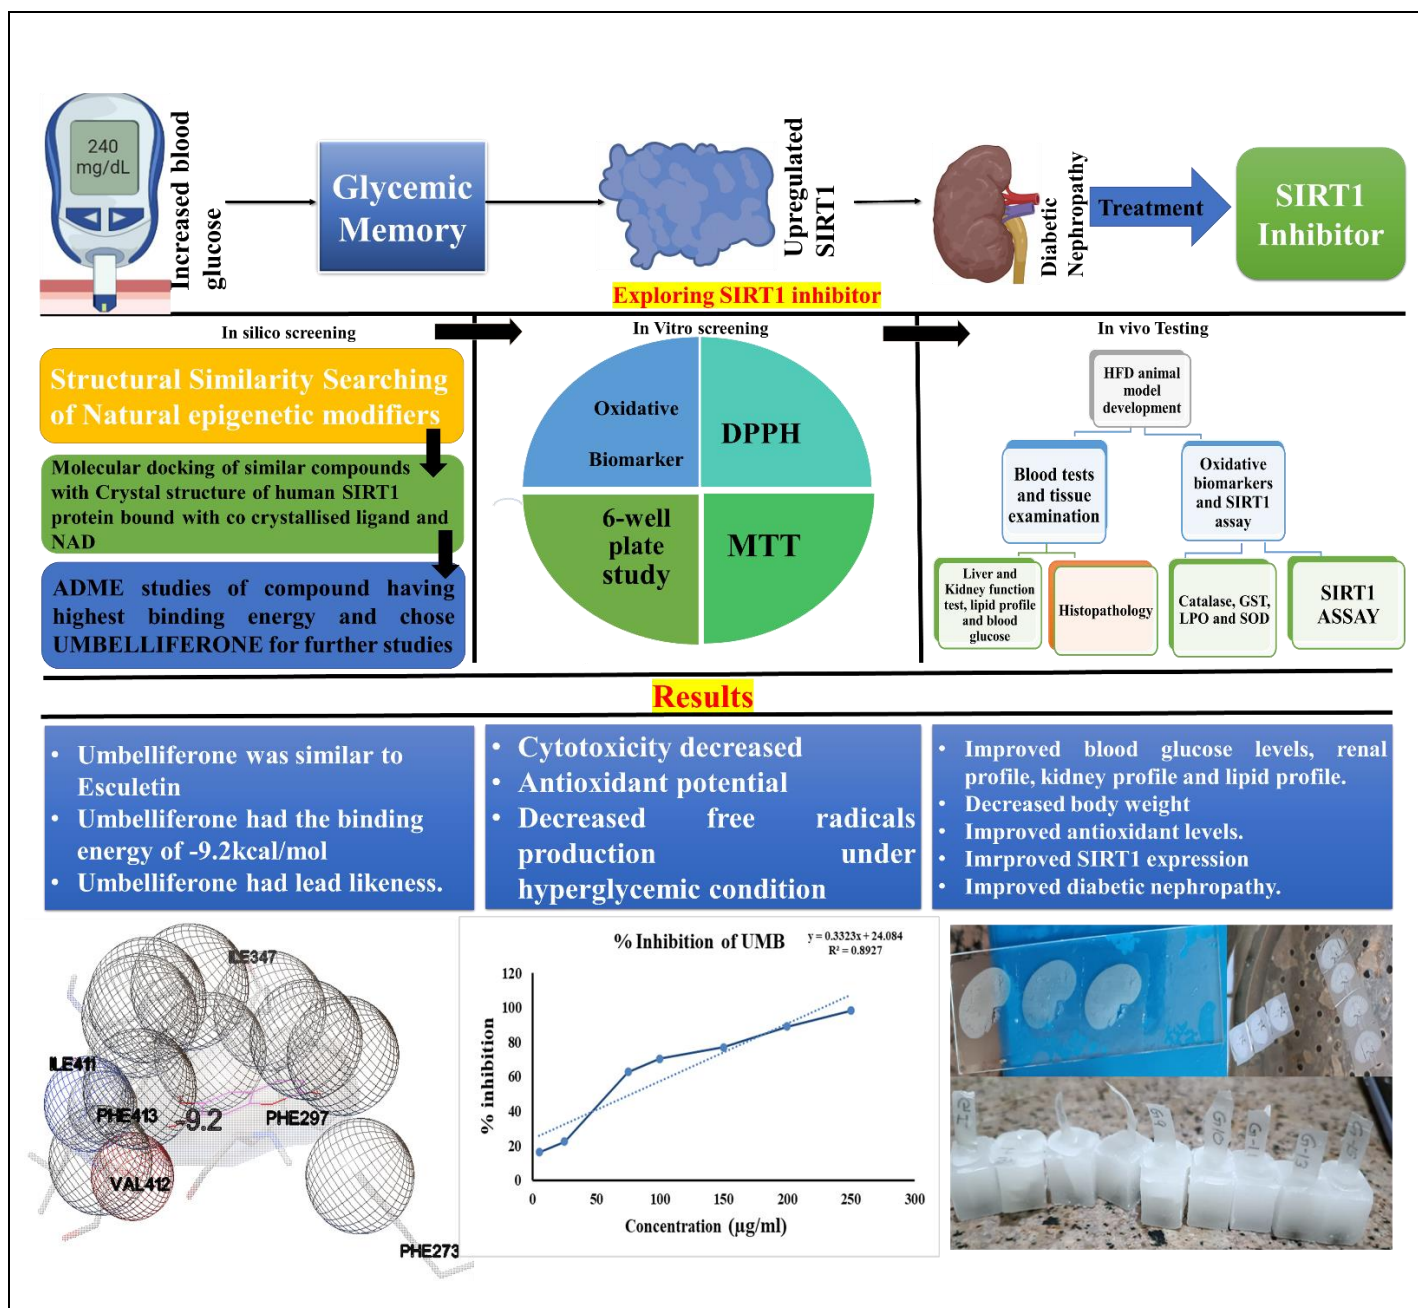 240
mg/dL
Increased blood
glucose
Glycemic
Memory
Upregulated
SIRT1
Diabetic
Nephropathy
Treatment
SIRT1
Inhibitor
Exploring SIRT1 inhibitor
In silico screening
Structural Similarity Searching
of Natural epigenetic modifiers
Molecular docking of similar compounds
with Crystal structure of human SIRT1
protein bound with co crystallised ligand and
NAD
ADME studies of compound having
highest binding energy and chose
UMBELLIFERONE for further studies
In Vitro screening
Oxidative
Biomarker
DPPH
6-well
plate
study
MTT
In vivo Testing
HFD animal
model
development
Blood tests
and tissue
examination
Oxidative
biomarkers
and SIRT1
assay
Liver and
Kidney function
test, lipid profile
and blood
glucose
Histopathology
Catalase, GST,
LPO and SOD
SIRT1
ASSAY
Results
• Umbelliferone was similar to
Esculetin
• Umbelliferone had the binding
energy of -9.2kcal/mol
• Umbelliferone had lead likeness.
• Cytotoxicity decreased
• Antioxidant potential
• Decreased free radicals
production under
hyperglycemic condition
• Improved blood glucose levels, renal
profile, kidney profile and lipid profile.
• Decreased body weight
• Improved antioxidant levels.
• Imrproved SIRT1 expression
• Improved diabetic nephropathy.
ILE347
ILE411
PHE413
-9.2
PHE297
VAL412
PHE273
% Inhibition of UMB
y = 0.3323x + 24.084
R² = 0.8927
% inhibition
120
100
80
60
40
20
0
0 50 100 150 200 250 300
Concentration (µg/ml)
G9
G10
G-11
G-13